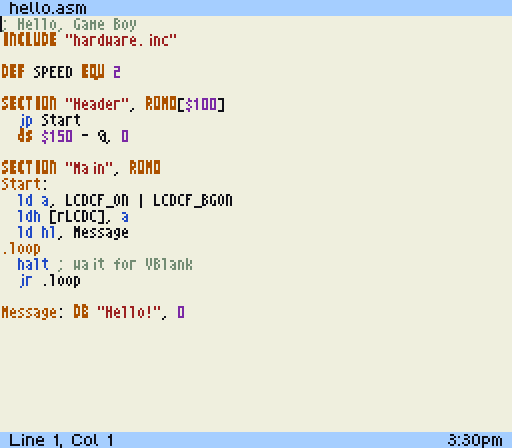 hello.asm
; Hello, Game Boy
INCLUDE "hardware.inc"
DEF SPEED EQU 2
SECTION "Header", ROM0[$100]
jp Start
ds $150 - @, 0
SECTION "Main", ROM0
Start:
ld a, LCDCF_ON | LCDCF_BGON
ldh [rLCDC], a
ld hl, Message
.loop
halt ; wait for VBlank
jr .loop
Message: DB "Hello!", 0
Line 1, Col 1
3:30pm